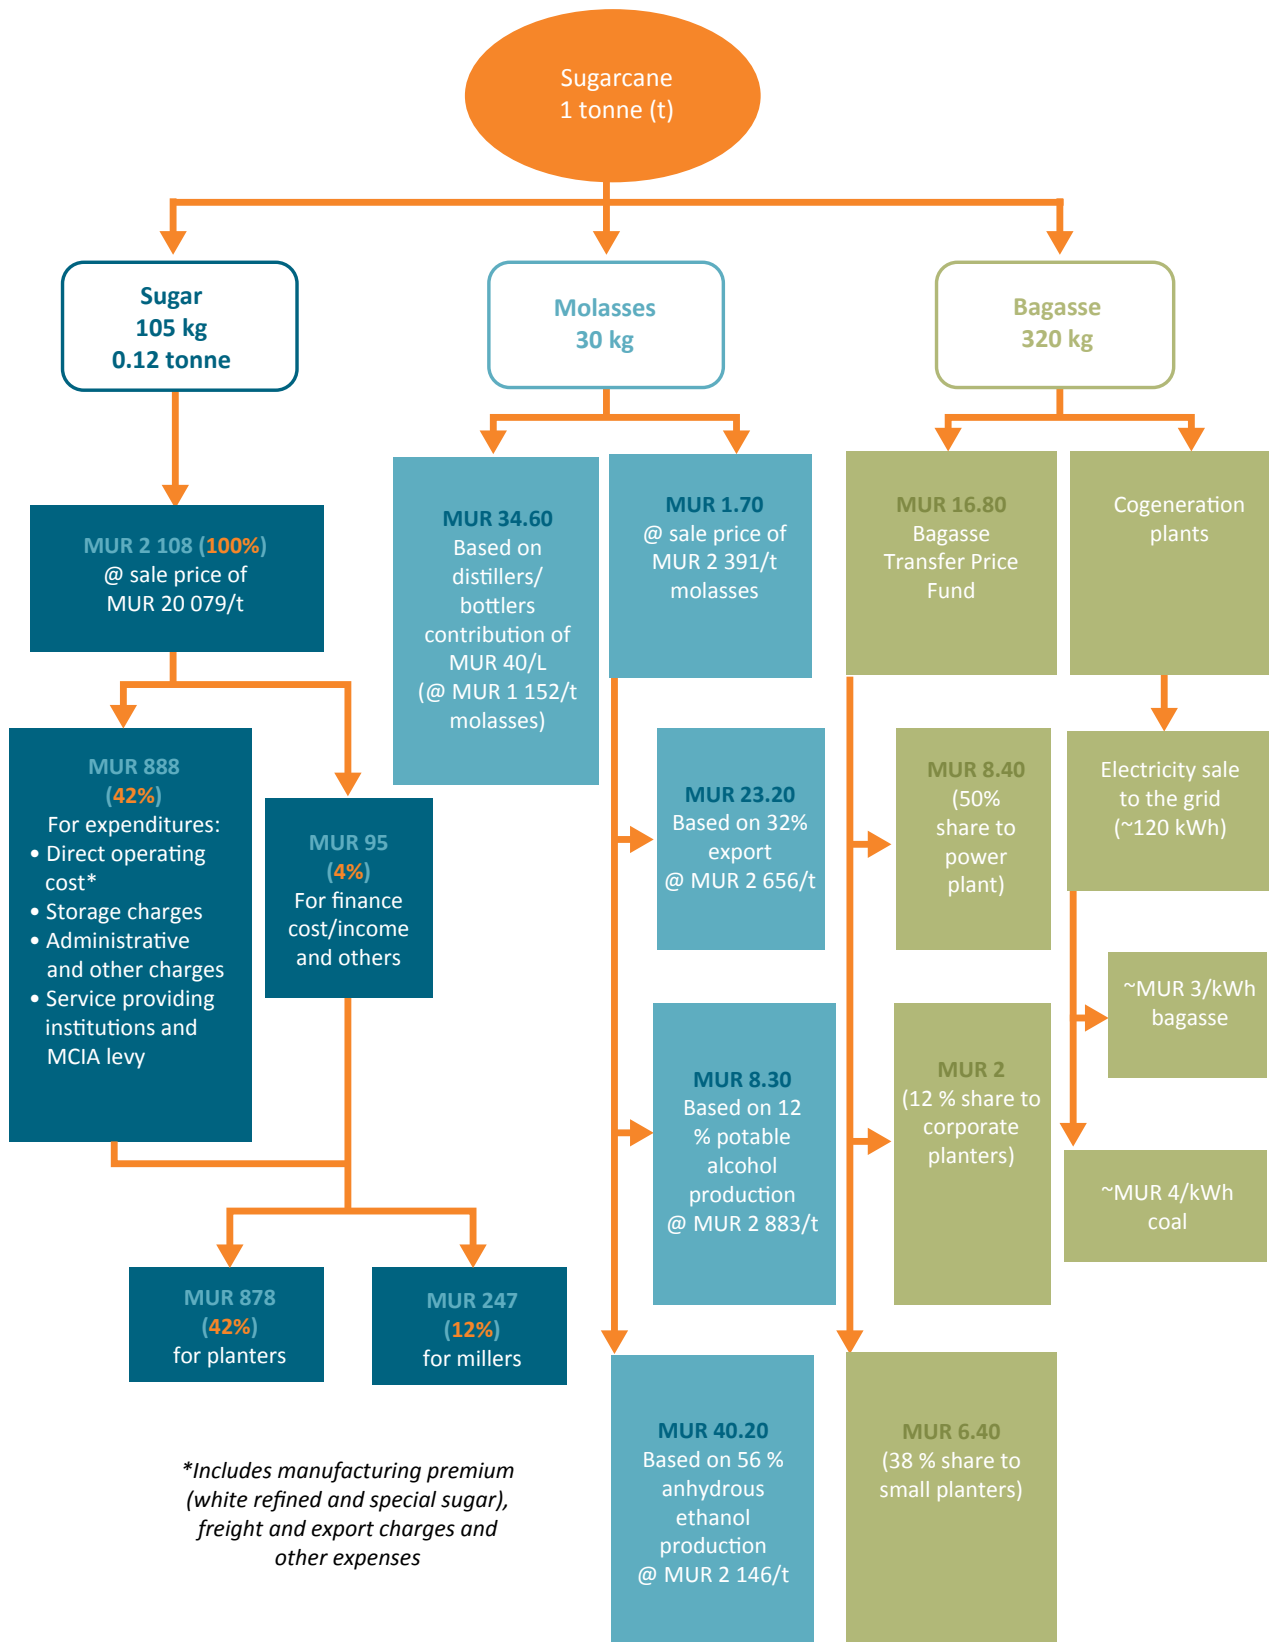 Sugarcane
1 tonne (t)
Sugar
105 kg
0.12 tonne
Molasses
30 kg
Bagasse
320 kg
MUR 2 108 (100%)
@ sale price of
MUR 20 079/t
MUR 34.60
Based on
distillers/
bottlers
contribution of
MUR 40/L
(@ MUR 1 152/t
molasses)
MUR 1.70
@ sale price of
MUR 2 391/t
molasses
MUR 16.80
Bagasse
Transfer Price
Fund
Cogeneration
plants
MUR 888
(42%)
For expenditures:
• Direct operating
cost*
• Storage charges
• Administrative
and other charges
• Service providing
institutions and
MCIA levy
MUR 95
(4%)
For finance
cost/income
and others
MUR 23.20
Based on 32%
export
@ MUR 2 656/t
MUR 8.40
(50%
share to
power
plant)
Electricity sale
to the grid
(~120 kWh)
~MUR 3/kWh
bagasse
MUR 8.30
Based on 12
% potable
alcohol
production
@ MUR 2 883/t
MUR 2
(12 % share to
corporate
planters)
~MUR 4/kWh
coal
MUR 878
(42%)
for planters
MUR 247
(12%)
for millers
MUR 40.20
Based on 56 %
anhydrous
ethanol
production
@ MUR 2 146/t
MUR 6.40
(38 % share to
small planters)
*Includes manufacturing premium
(white refined and special sugar),
freight and export charges and
other expenses